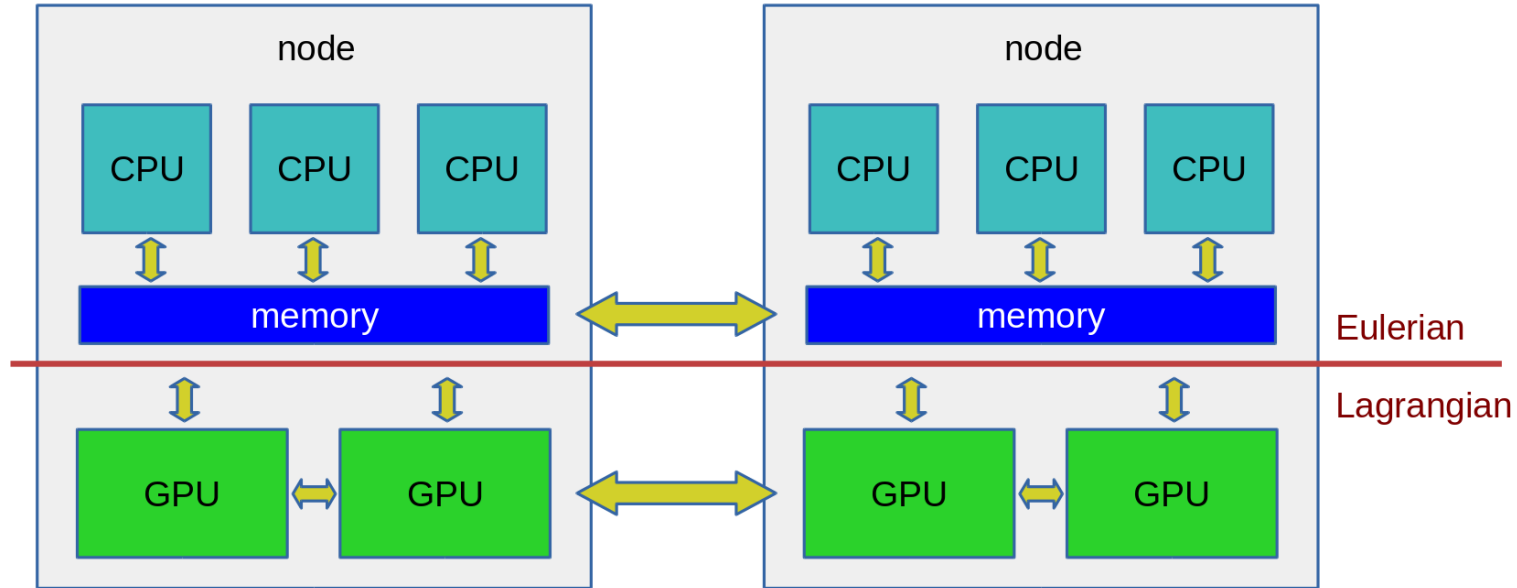 node
node
CPU CPU CPU
CPU CPU CPU
memory
memory
Eulerian
Lagrangian
GPU GPU
GPU GPU